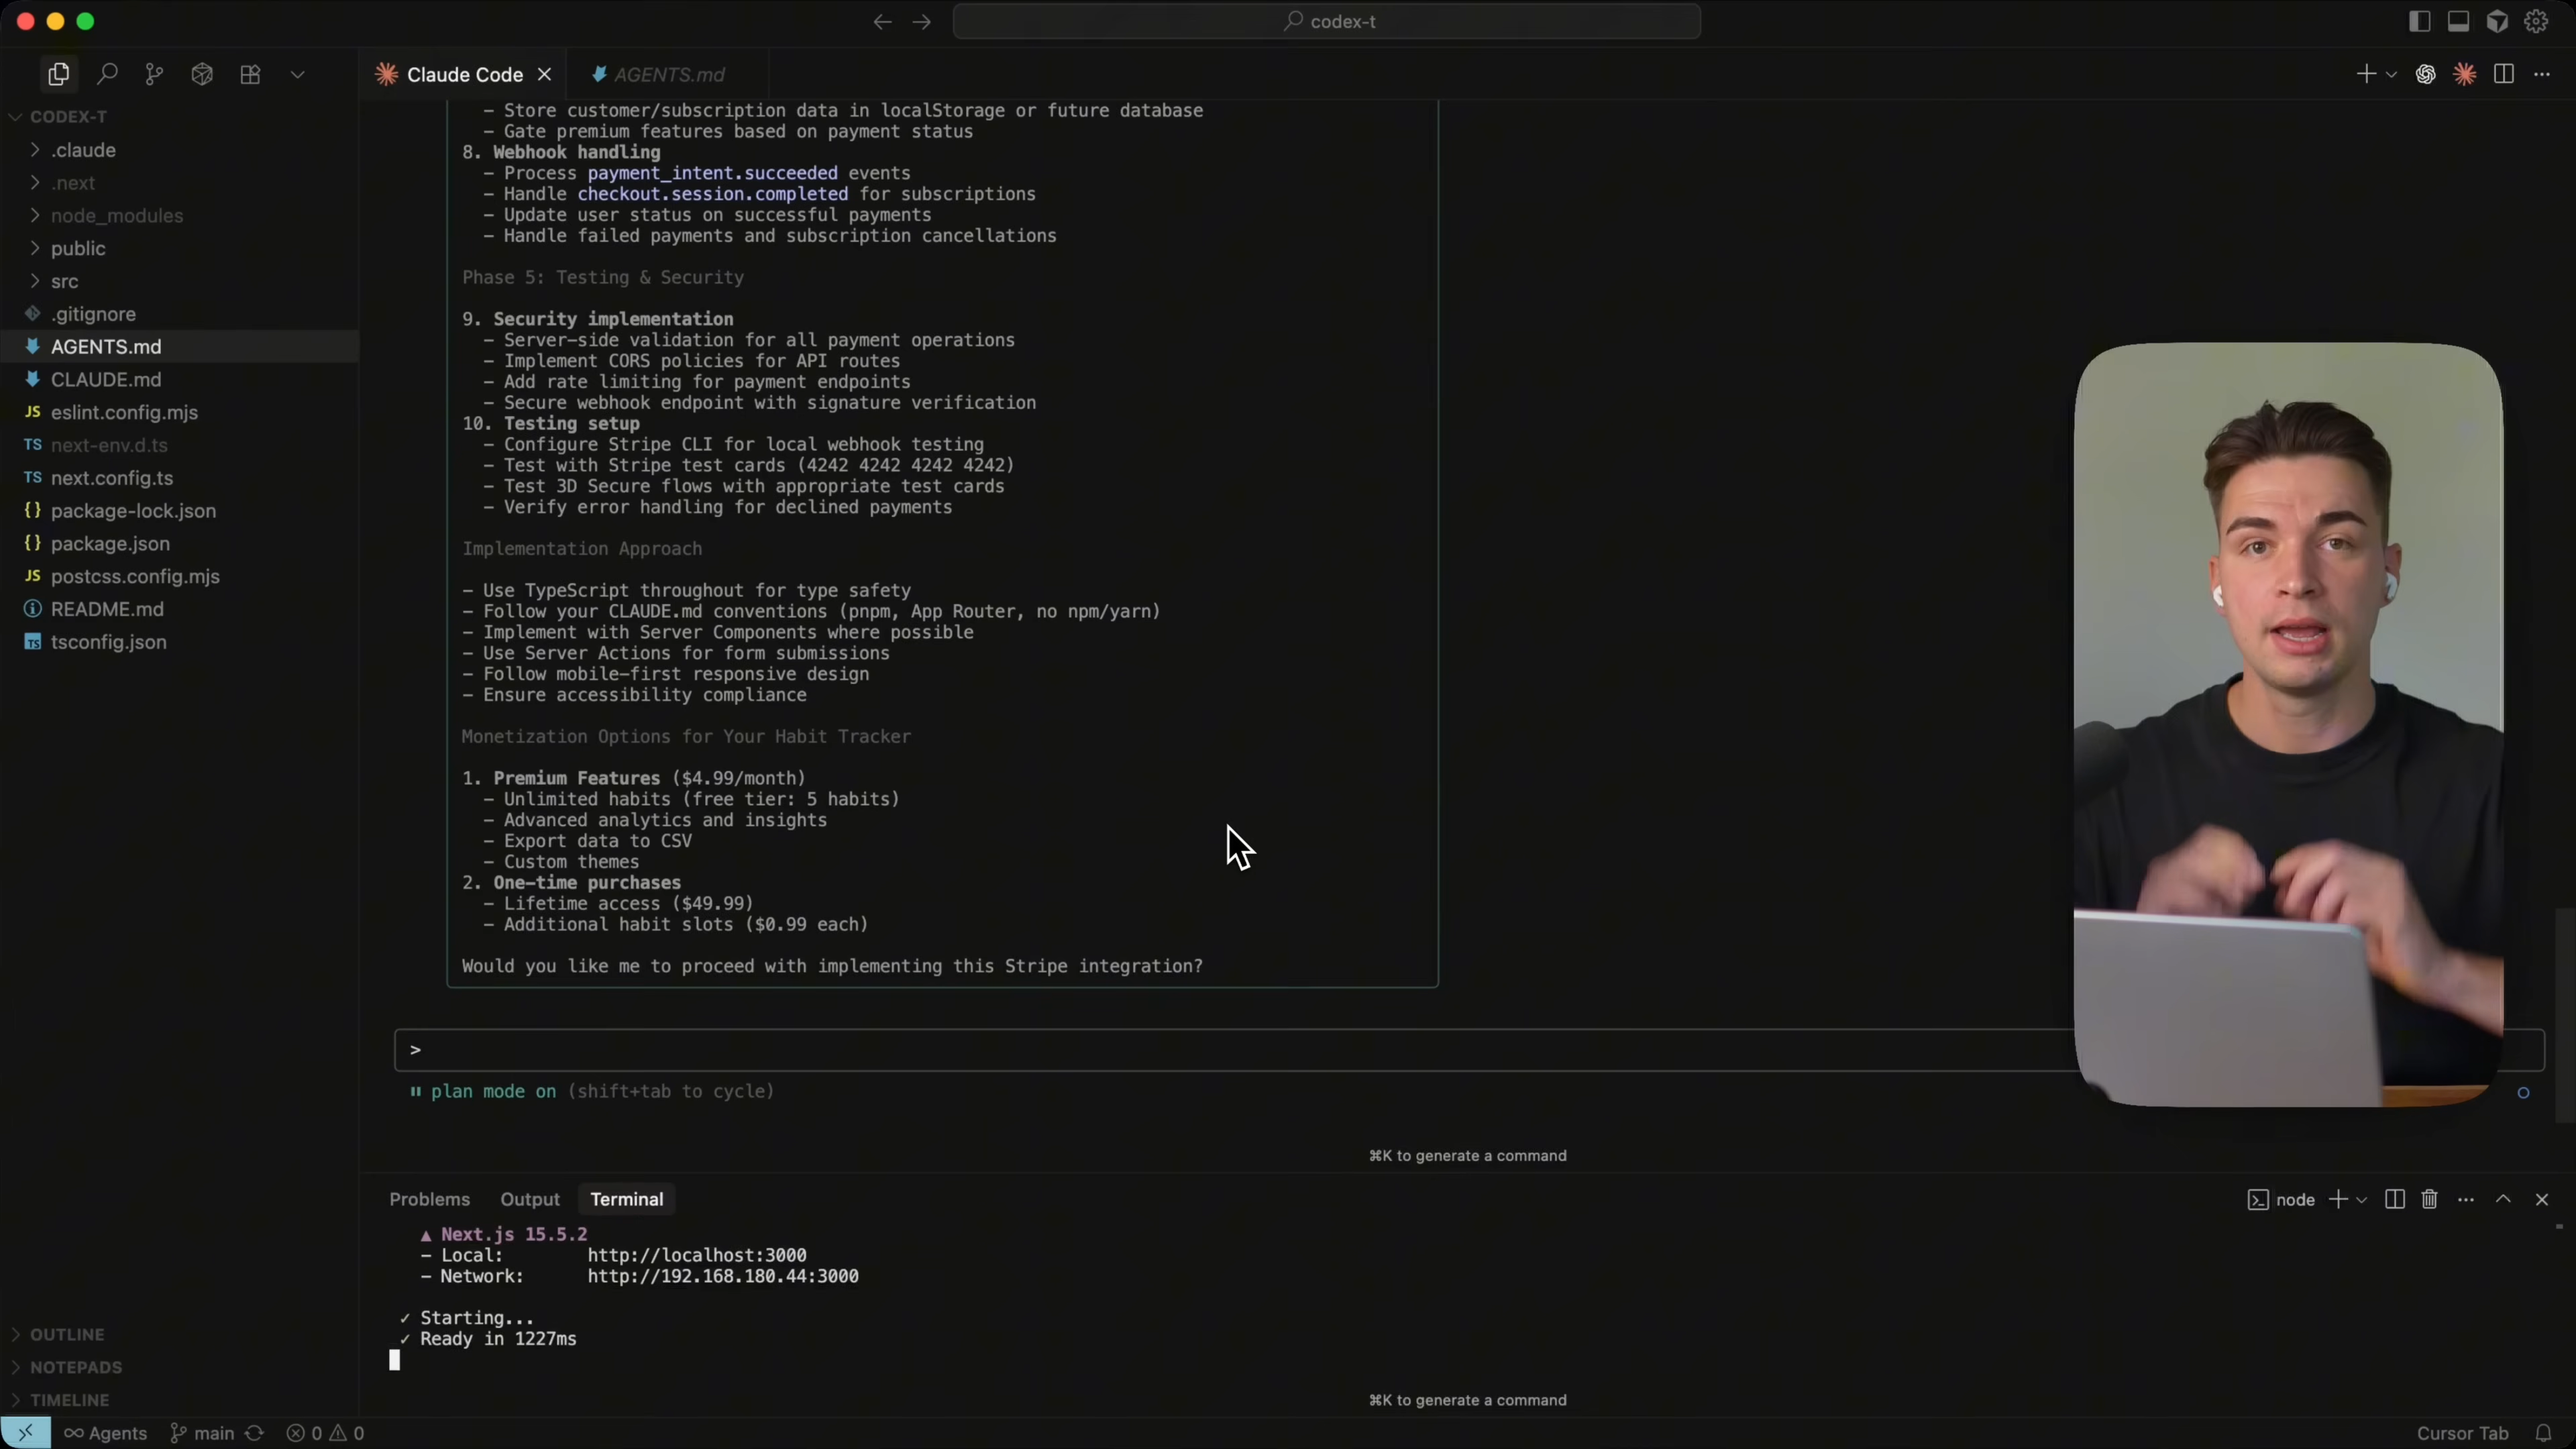 codex-t
Claude Code
AGENTS.md
CODEX-T
.claude
.next
node_modules
public
src
.gitignore
AGENTS.md
CLAUDE.md
JS eslint.config.mjs
TS next-env.d.ts
TS next.config.ts
{} package-lock.json
{} package.json
JS postcss.config.mjs
README.md
TS tsconfig.json
OUTLINE
NOTEPADS
TIMELINE
- Store customer/subscription data in localStorage or future database
- Gate premium features based on payment status
8. Webhook handling
- Process payment_intent.succeeded events
- Handle checkout.session.completed for subscriptions
- Update user status on successful payments
- Handle failed payments and subscription cancellations
Phase 5: Testing & Security
9. Security implementation
- Server-side validation for all payment operations
- Implement CORS policies for API routes
- Add rate limiting for payment endpoints
- Secure webhook endpoint with signature verification
10. Testing setup
- Configure Stripe CLI for local webhook testing
- Test with Stripe test cards (4242 4242 4242 4242)
- Test 3D Secure flows with appropriate test cards
- Verify error handling for declined payments
Implementation Approach
- Use TypeScript throughout for type safety
- Follow your CLAUDE.md conventions (pnpm, App Router, no npm/yarn)
- Implement with Server Components where possible
- Use Server Actions for form submissions
- Follow mobile-first responsive design
- Ensure accessibility compliance
Monetization Options for Your Habit Tracker
1. Premium Features ($4.99/month)
- Unlimited habits (free tier: 5 habits)
- Advanced analytics and insights
- Export data to CSV
- Custom themes
2. One-time purchases
- Lifetime access ($49.99)
- Additional habit slots ($0.99 each)
Would you like me to proceed with implementing this Stripe integration?
>
⏸ plan mode on (shift+tab to cycle)
⌘K to generate a command
Problems Output Terminal
node
▲ Next.js 15.5.2
- Local: http://localhost:3000
- Network: http://192.168.180.44:3000
✓ Starting...
✓ Ready in 1227ms
⌘K to generate a command
Agents main 0 0
Cursor Tab